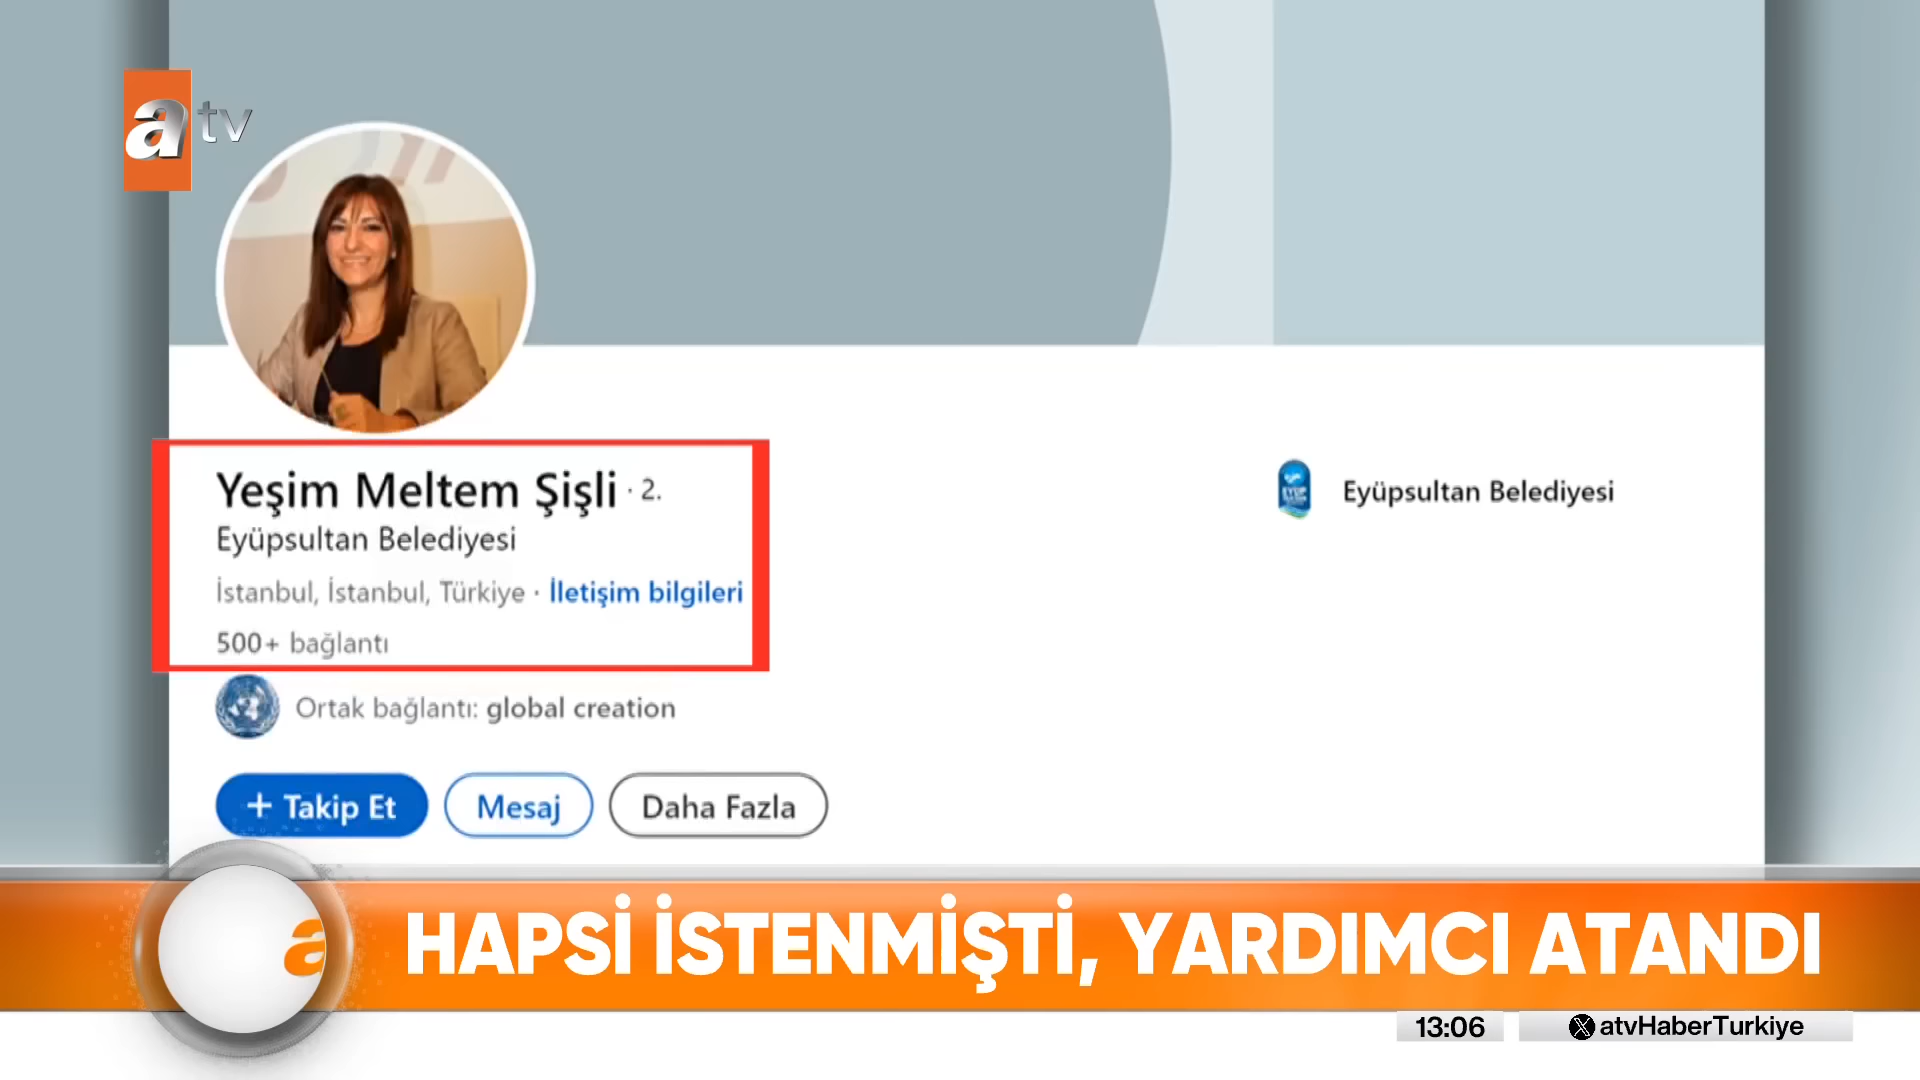 atv
Yeşim Meltem Şişli · 2.
Eyüpsultan Belediyesi
İstanbul, İstanbul, Türkiye · İletişim bilgileri
500+ bağlantı
Ortak bağlantı: global creation
+ Takip Et
Mesaj
Daha Fazla
EYÜP
Eyüpsultan Belediyesi
a
HAPSİ İSTENMİŞTİ, YARDIMCI ATANDI
13:06
X atvHaberTurkiye